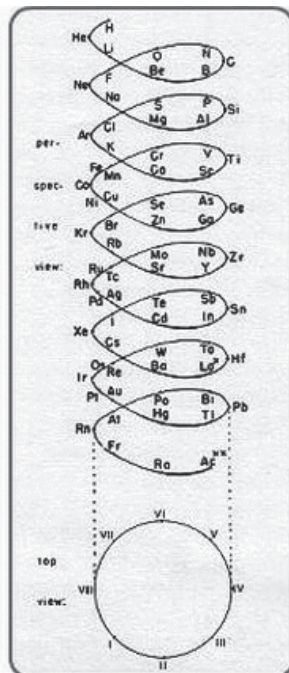 H
He
Li
O N
C
Be B
F
Ne
Na
S P
Si
Mg Al
Cl
Ar
K
per-
Cr V
Ti
Fe Mn
Ca Sc
Co
spec-
Ni Cu
Se As
Ge
Zn Ga
tive
Br
Kr
Rb
Mo Nb
Zr
view:
Ru
Tc
Sr Y
Rh
Pd Ag
Te Sb
Sn
Cd In
I
Xe
Cs
W Ta
Hf
Os
Re
Ba La*
Ir
Pt Au
Po Bi
Pb
Hg Tl
At
Rn
Fr
Ra Ac**
VI
VII V
top
VIII IV
view:
I III
II